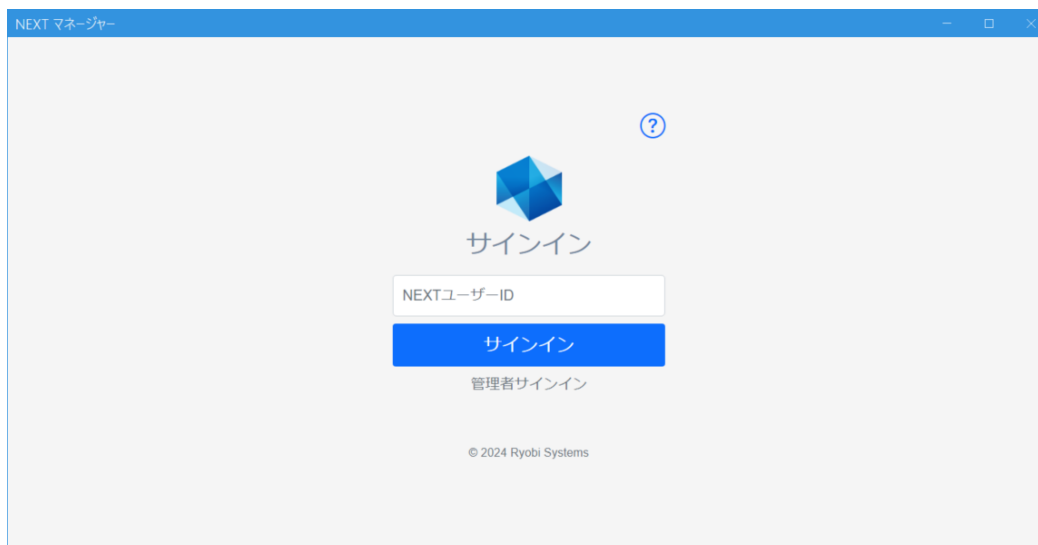 NEXT マネージャー
?
サインイン
NEXTユーザーID
サインイン
管理者サインイン
© 2024 Ryobi Systems